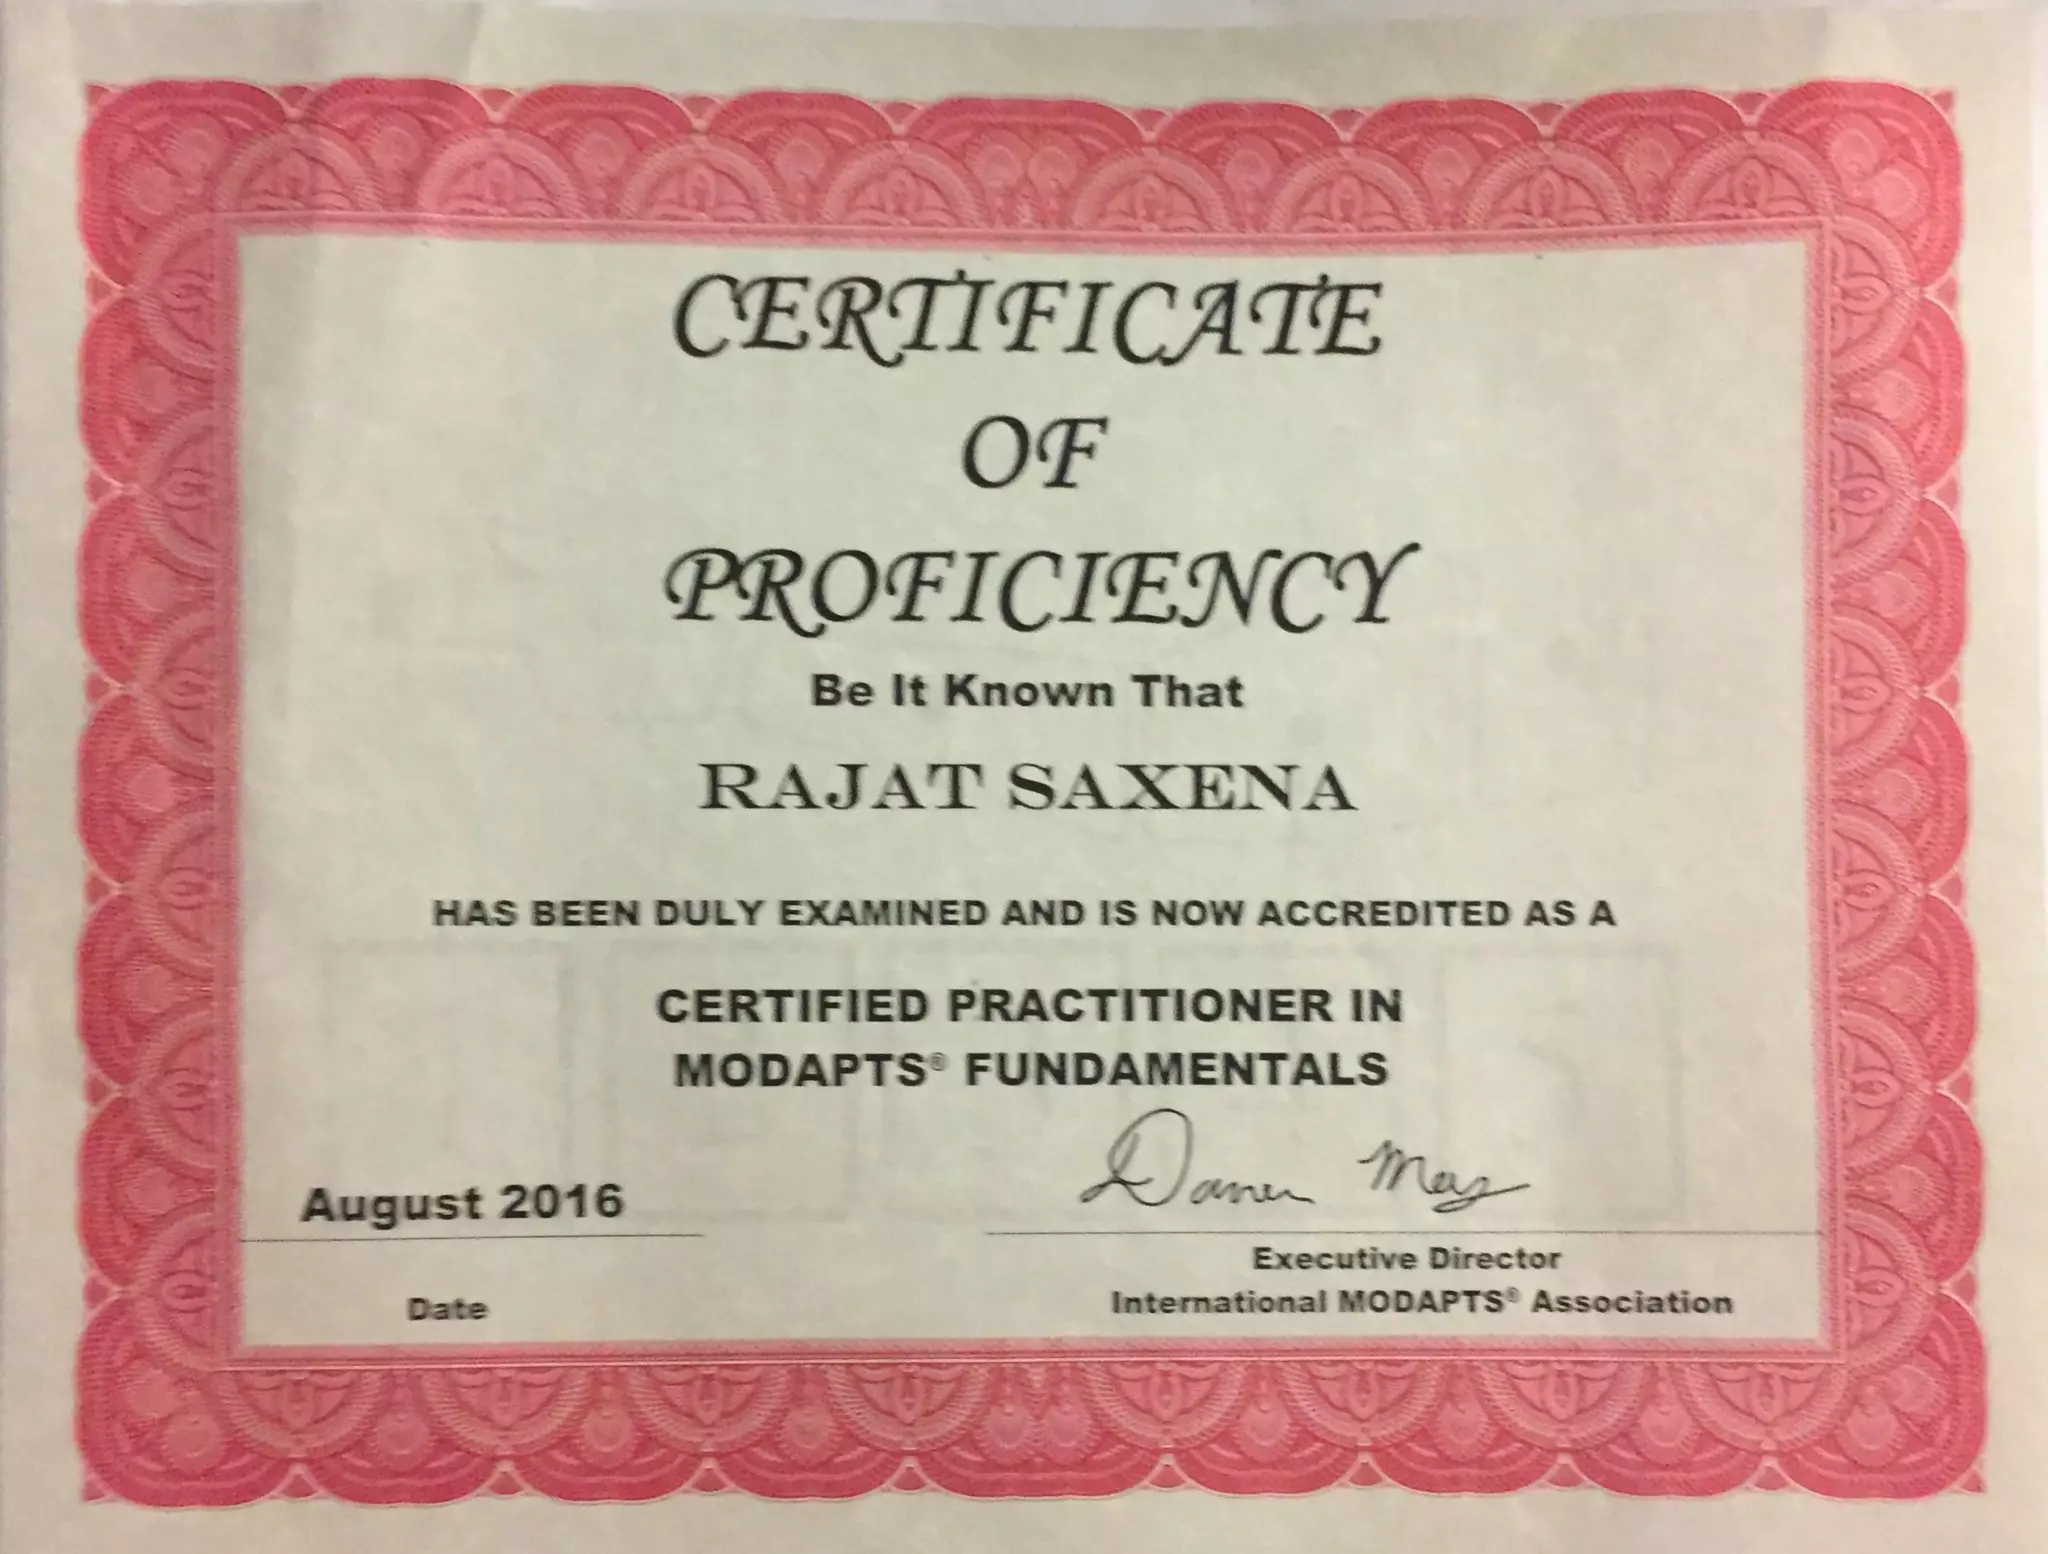 CERTIFICATE
OF
PROFICIENCY
Be It Known That
RAJAT SAXENA
HAS BEEN DULY EXAMINED AND IS NOW ACCREDITED AS A
CERTIFIED PRACTITIONER IN
MODAPTS® FUNDAMENTALS
August 2016
Date
Executive Director
International MODAPTS® Association